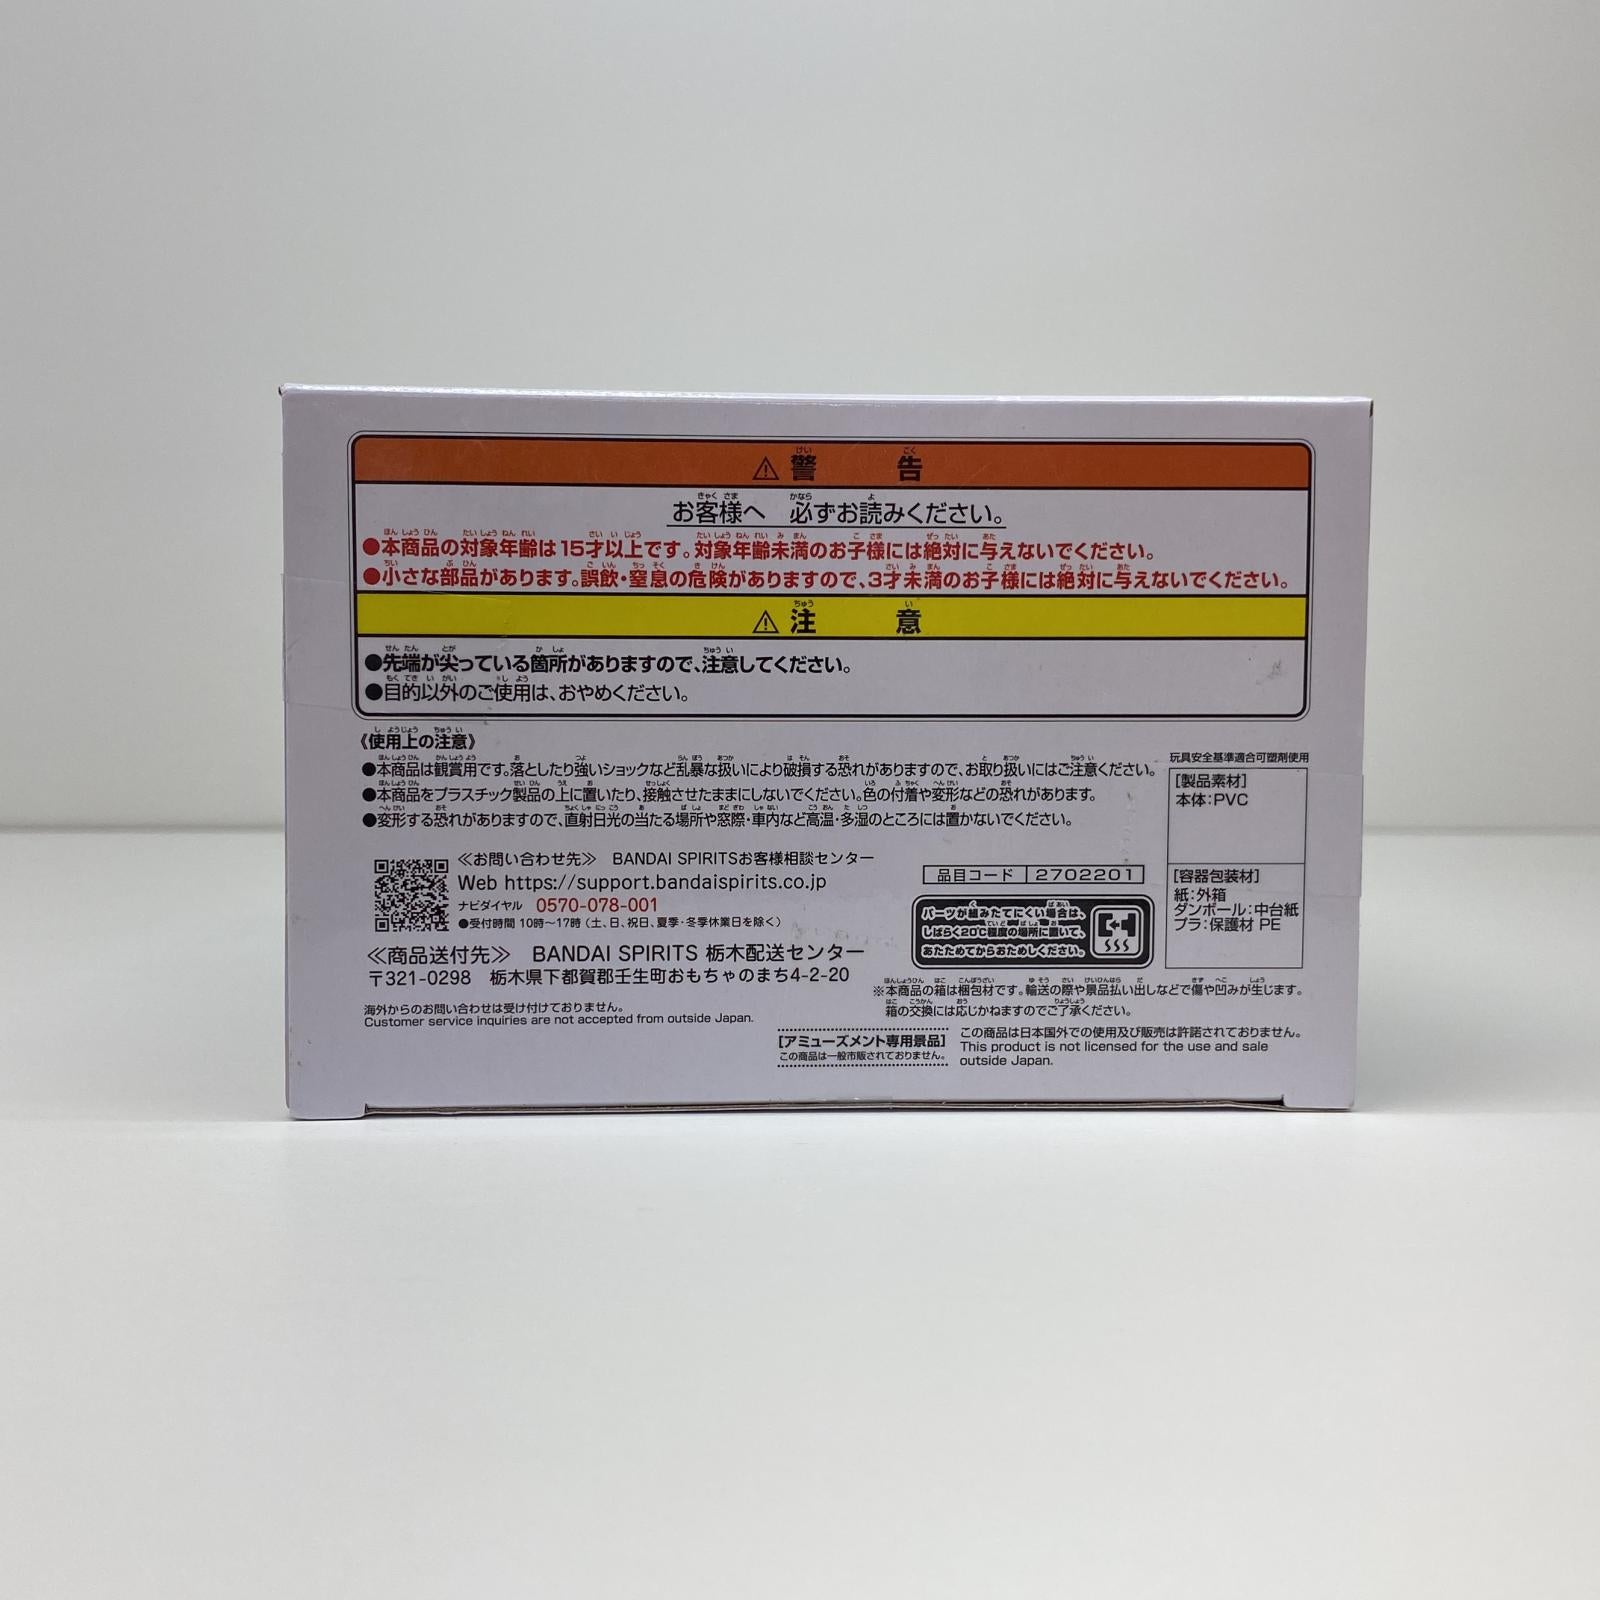 ⚠ 警告
お客様へ 必ずお読みください。
●本商品の対象年齢は15才以上です。対象年齢未満のお子様には絶対に与えないでください。
●小さな部品があります。誤飲・窒息の危険がありますので、3才未満のお子様には絶対に与えないでください。
⚠ 注意
●先端が尖っている箇所がありますので、注意してください。
●目的以外のご使用は、おやめください。
《使用上の注意》
●本商品は観賞用です。落としたり強いショックなど乱暴な扱いにより破損する恐れがありますので、お取り扱いにはご注意ください。
●本商品をプラスチック製品の上に置いたり、接触させたままにしないでください。色の付着や変形などの恐れがあります。
●変形する恐れがありますので、直射日光の当たる場所や窓際・車内など高温・多湿のところには置かないでください。
玩具安全基準適合可塑剤使用
[製品素材]
本体:PVC
[容器包装材]
紙:外箱
ダンボール:中台紙
プラ:保護材 PE
≪お問い合わせ先≫ BANDAI SPIRITSお客様相談センター
Web https://support.bandaispirits.co.jp
ナビダイヤル 0570-078-001
●受付時間 10時〜17時(土、日、祝日、夏季・冬季休業日を除く)
≪商品送付先≫ BANDAI SPIRITS 栃木配送センター
〒321-0298 栃木県下都賀郡壬生町おもちゃのまち4-2-20
品目コード 2702201
パーツが組みたてにくい場合は、
しばらく20℃程度の場所に置いて、
あたためてからおためしください。
※本商品の箱は梱包材です。輸送の際や景品払い出しなどで傷や凹みが生じます。
箱の交換には応じかねますのでご了承ください。
海外からのお問い合わせは受け付けておりません。
Customer service inquiries are not accepted from outside Japan.
[アミューズメント専用景品]
この商品は一般市販されておりません。
この商品は日本国外での使用及び販売は許諾されておりません。
This product is not licensed for the use and sale
outside Japan.